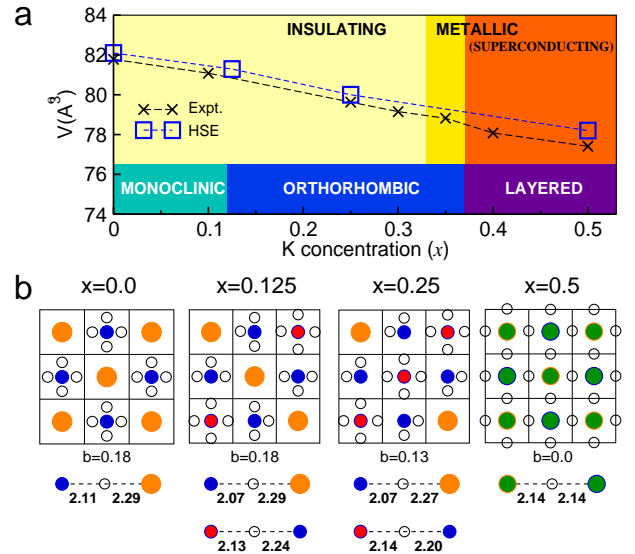 a
INSULATING METALLIC
(SUPERCONDUCTING)
V(Å³)
82
80
78
76
74
Expt.
HSE
MONOCLINIC ORTHORHOMBIC LAYERED
0 0.1 0.2 0.3 0.4 0.5
K concentration (x)
b
x=0.0 x=0.125 x=0.25 x=0.5
b=0.18 b=0.18 b=0.13 b=0.0
2.11 2.29 2.07 2.29 2.07 2.27 2.14 2.14
2.13 2.24 2.14 2.20